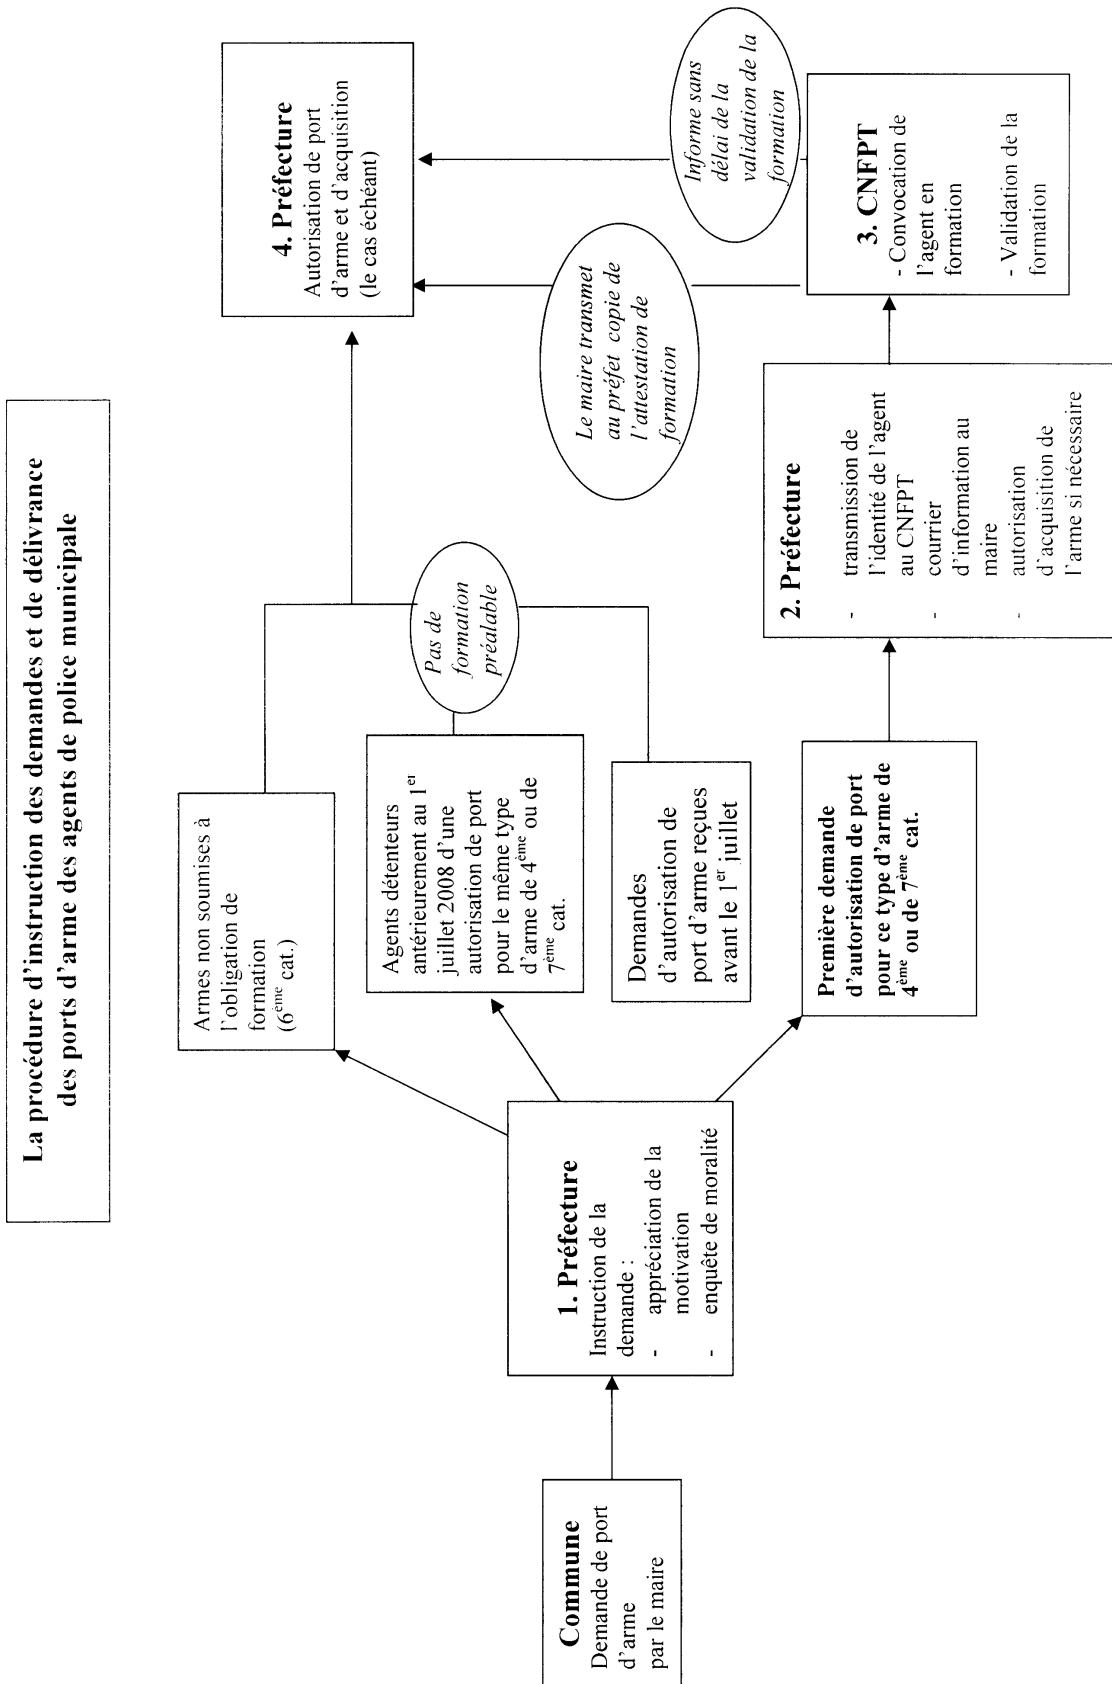 La procédure d'instruction des demandes et de délivrance
des ports d'arme des agents de police municipale
Commune
Demande de port
d'arme
par le maire
1. Préfecture
Instruction de la
demande :
- appréciation de la
motivation
- enquête de moralité
Armes non soumises à
l'obligation de
formation
(6ème cat.)
Agents détenteurs
antérieurement au 1er
juillet 2008 d'une
autorisation de port
pour le même type
d'arme de 4ème ou de
7ème cat.
Demandes
d'autorisation de
port d'arme reçues
avant le 1er juillet
Première demande
d'autorisation de port
pour ce type d'arme de
4ème ou de 7ème cat.
Pas de
formation
préalable
2. Préfecture
- transmission de
l'identité de l'agent
au CNFPT
- courrier
d'information au
maire
- autorisation
d'acquisition de
l'arme si nécessaire
3. CNFPT
- Convocation de
l'agent en
formation
- Validation de la
formation
Le maire transmet
au préfet copie de
l'attestation de
formation
Informe sans
délai de la
validation de la
formation
4. Préfecture
Autorisation de port
d'arme et d'acquisition
(le cas échéant)